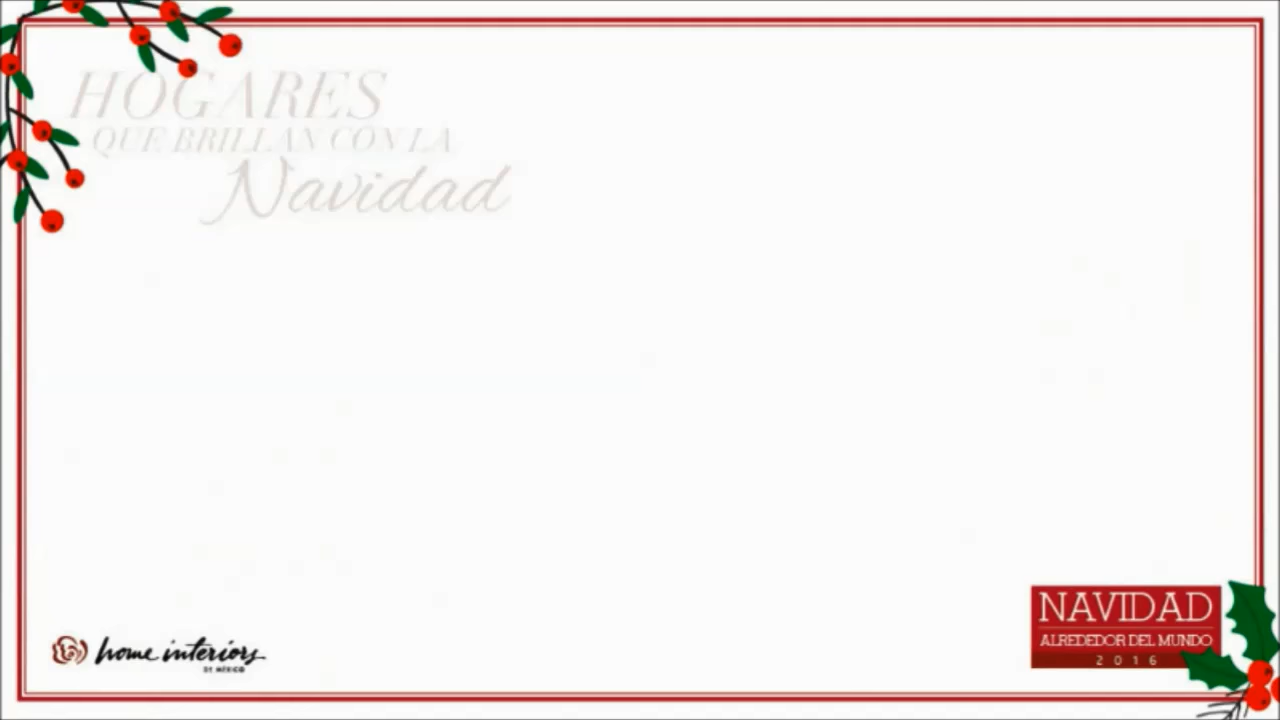 HOGARES
QUE BRILLAN CON LA
Navidad
home interiors
DE MÉXICO
NAVIDAD
ALREDEDOR DEL MUNDO
2016